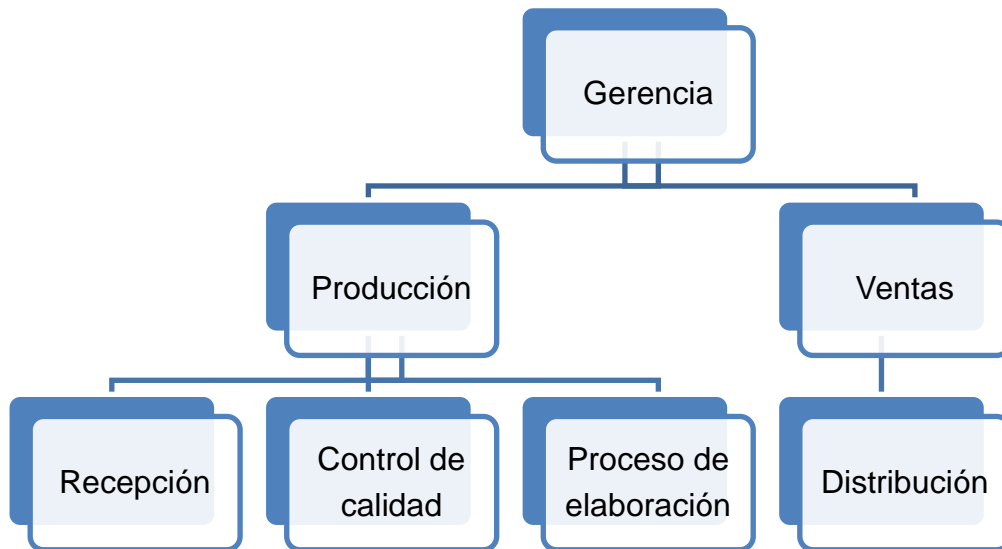 Gerencia
Producción
Ventas
Recepción
Control de
calidad
Proceso de
elaboración
Distribución